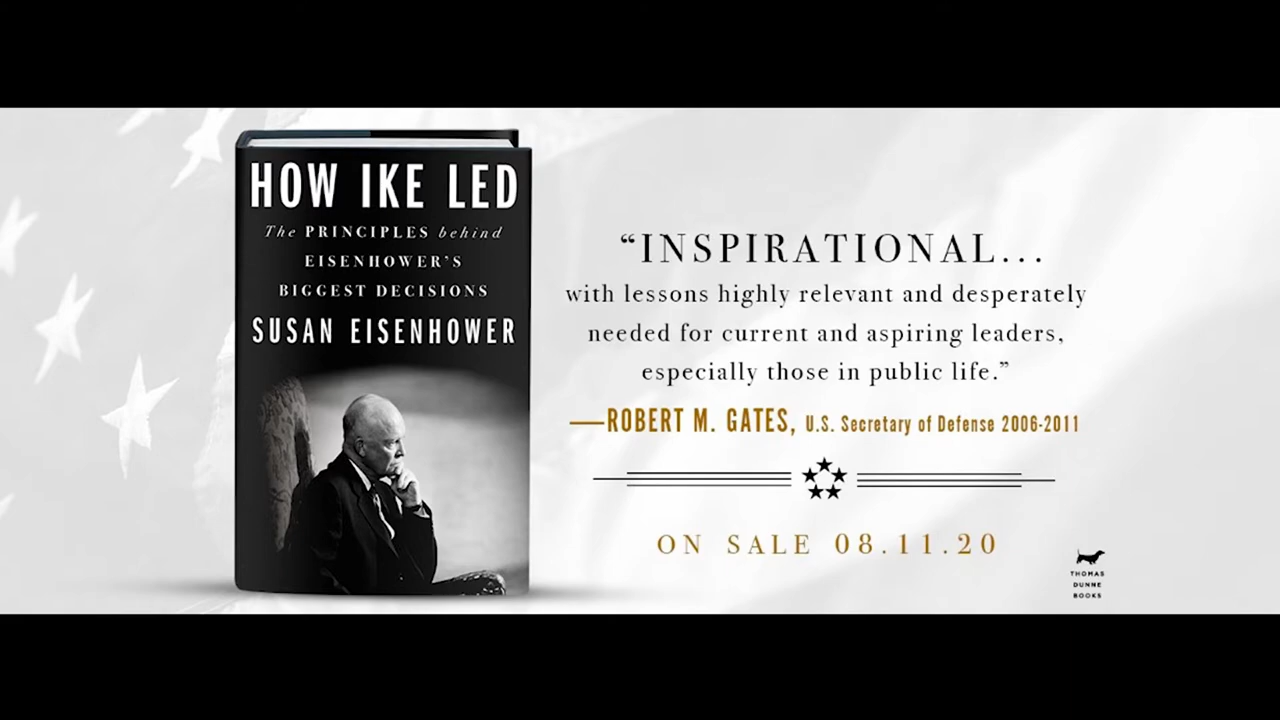 HOW IKE LED
The PRINCIPLES behind
EISENHOWER'S
BIGGEST DECISIONS
SUSAN EISENHOWER
“INSPIRATIONAL...
with lessons highly relevant and desperately
needed for current and aspiring leaders,
especially those in public life.”
—ROBERT M. GATES, U.S. Secretary of Defense 2006-2011
ON SALE 08.11.20
THOMAS
DUNNE
BOOKS